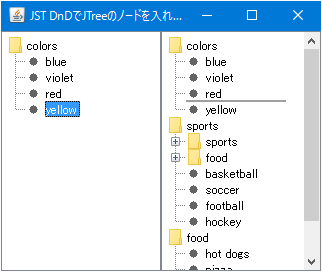 JST DnDでJTreeのノードを入れ...
colors
blue
violet
red
yellow
colors
blue
violet
red
yellow
sports
sports
food
basketball
soccer
football
hockey
food
hot dogs
pizza